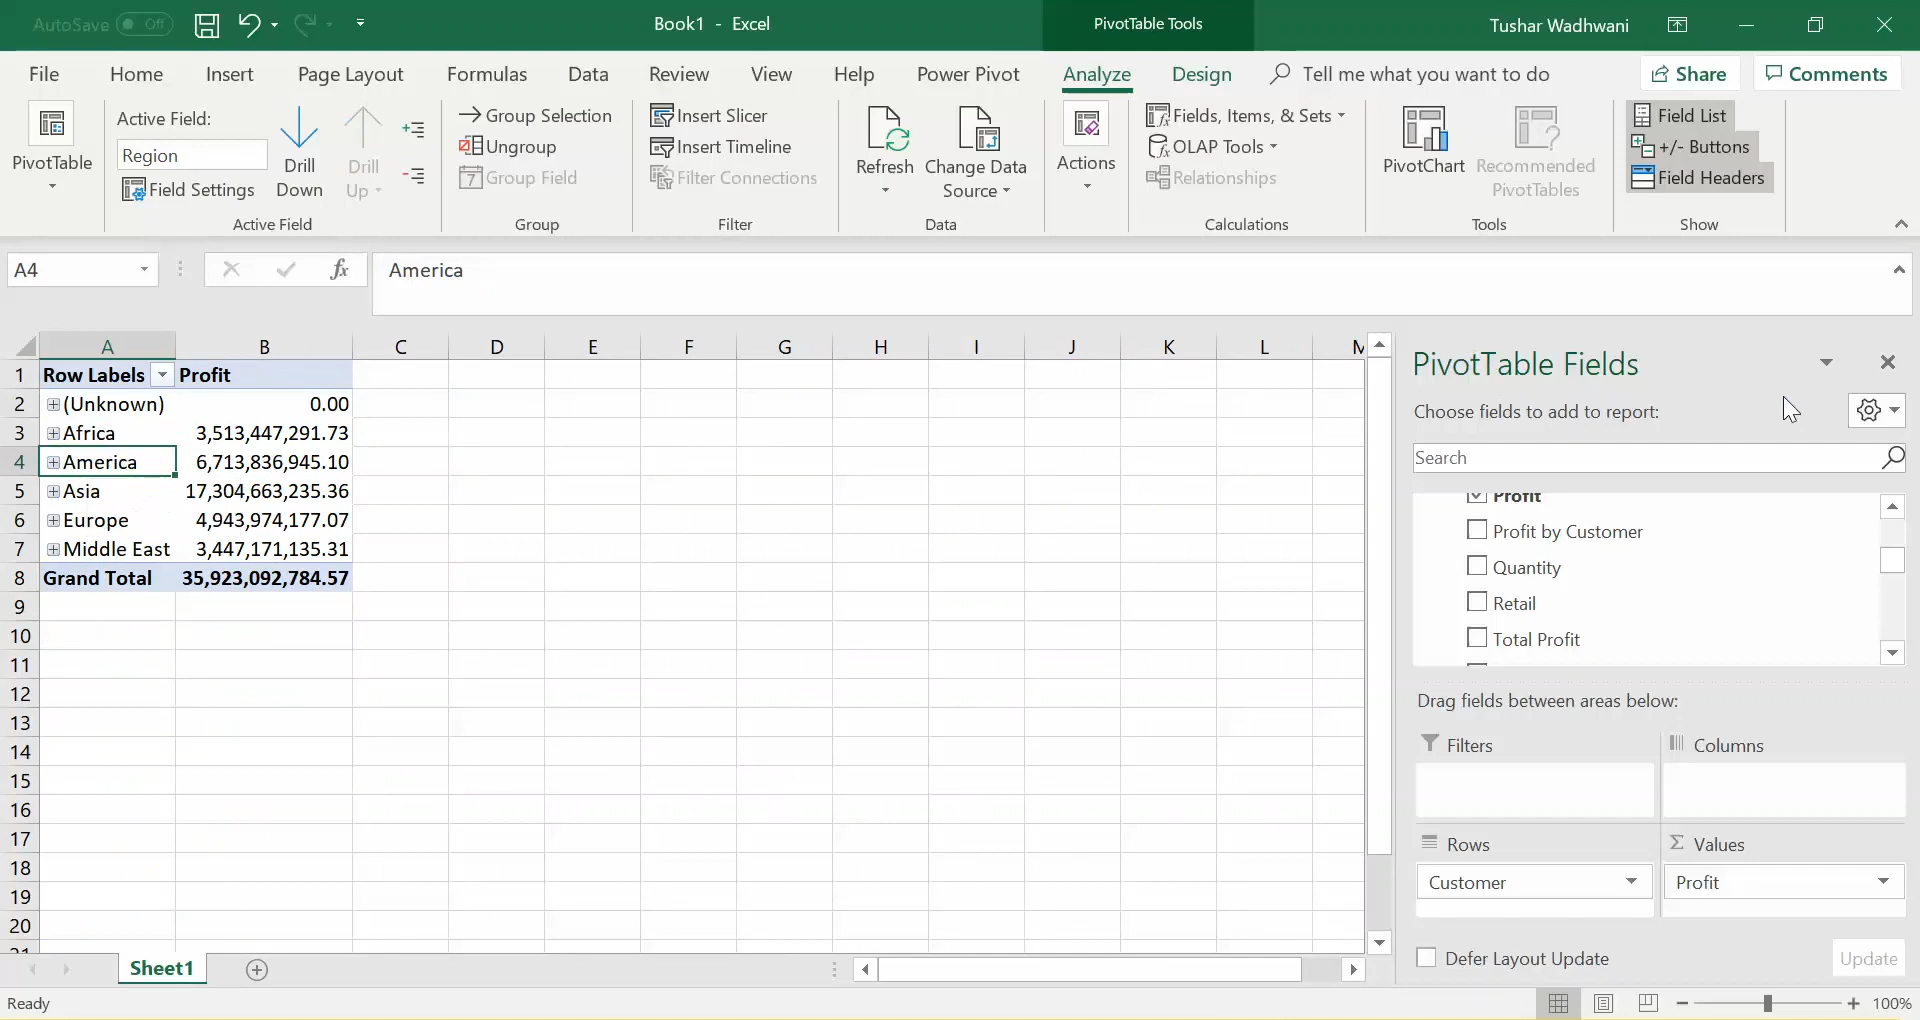 AutoSave Off Book1 - Excel PivotTable Tools Tushar Wadhwani
File Home Insert Page Layout Formulas Data Review View Help Power Pivot Analyze Design Tell me what you want to do Share Comments
PivotTable
Active Field:
Region
Field Settings
Drill Down
Drill Up
Active Field
Group Selection
Ungroup
7 Group Field
Group
Insert Slicer
Insert Timeline
Filter Connections
Filter
Refresh
Change Data Source
Data
Actions
Fields, Items, & Sets
OLAP Tools
Relationships
Calculations
PivotChart
Recommended PivotTables
Tools
Field List
+/- Buttons
Field Headers
Show
A4 fx America
A B C D E F G H I J K L M
1 Row Labels Profit
2 (Unknown) 0.00
3 Africa 3,513,447,291.73
4 America 6,713,836,945.10
5 Asia 17,304,663,235.36
6 Europe 4,943,974,177.07
7 Middle East 3,447,171,135.31
8 Grand Total 35,923,092,784.57
9
10
11
12
13
14
15
16
17
18
19
20
21
PivotTable Fields
Choose fields to add to report:
Search
Profit
Profit by Customer
Quantity
Retail
Total Profit
Drag fields between areas below:
Filters
Columns
Rows
Σ Values
Customer
Profit
Defer Layout Update Update
Sheet1
Ready 100%